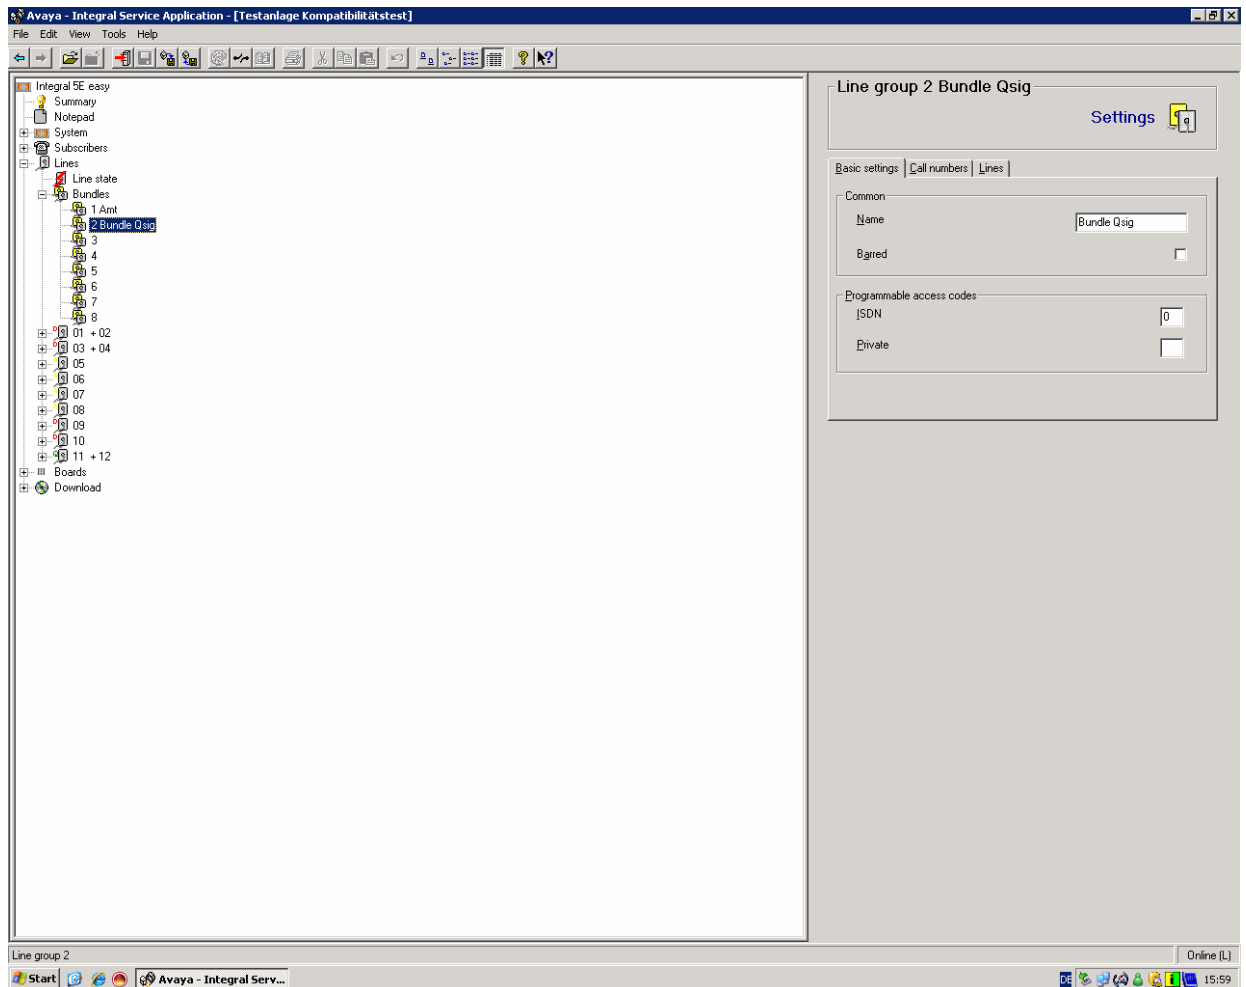 Avaya - Integral Service Application - [Testanlage Kompatibilitätstest]
File Edit View Tools Help
Integral 5E easy
Summary
Notepad
System
Subscribers
Lines
Line state
Bundles
1 Amt
2 Bundle Qsig
3
4
5
6
7
8
01 + 02
03 + 04
05
06
07
08
09
10
11 + 12
Boards
Download
Line group 2 Bundle Qsig
Settings
Basic settings Call numbers Lines
Common
Name Bundle Qsig
Barred
Programmable access codes
ISDN 0
Private
Line group 2 Online (L)
Start Avaya - Integral Serv... DE 15:59